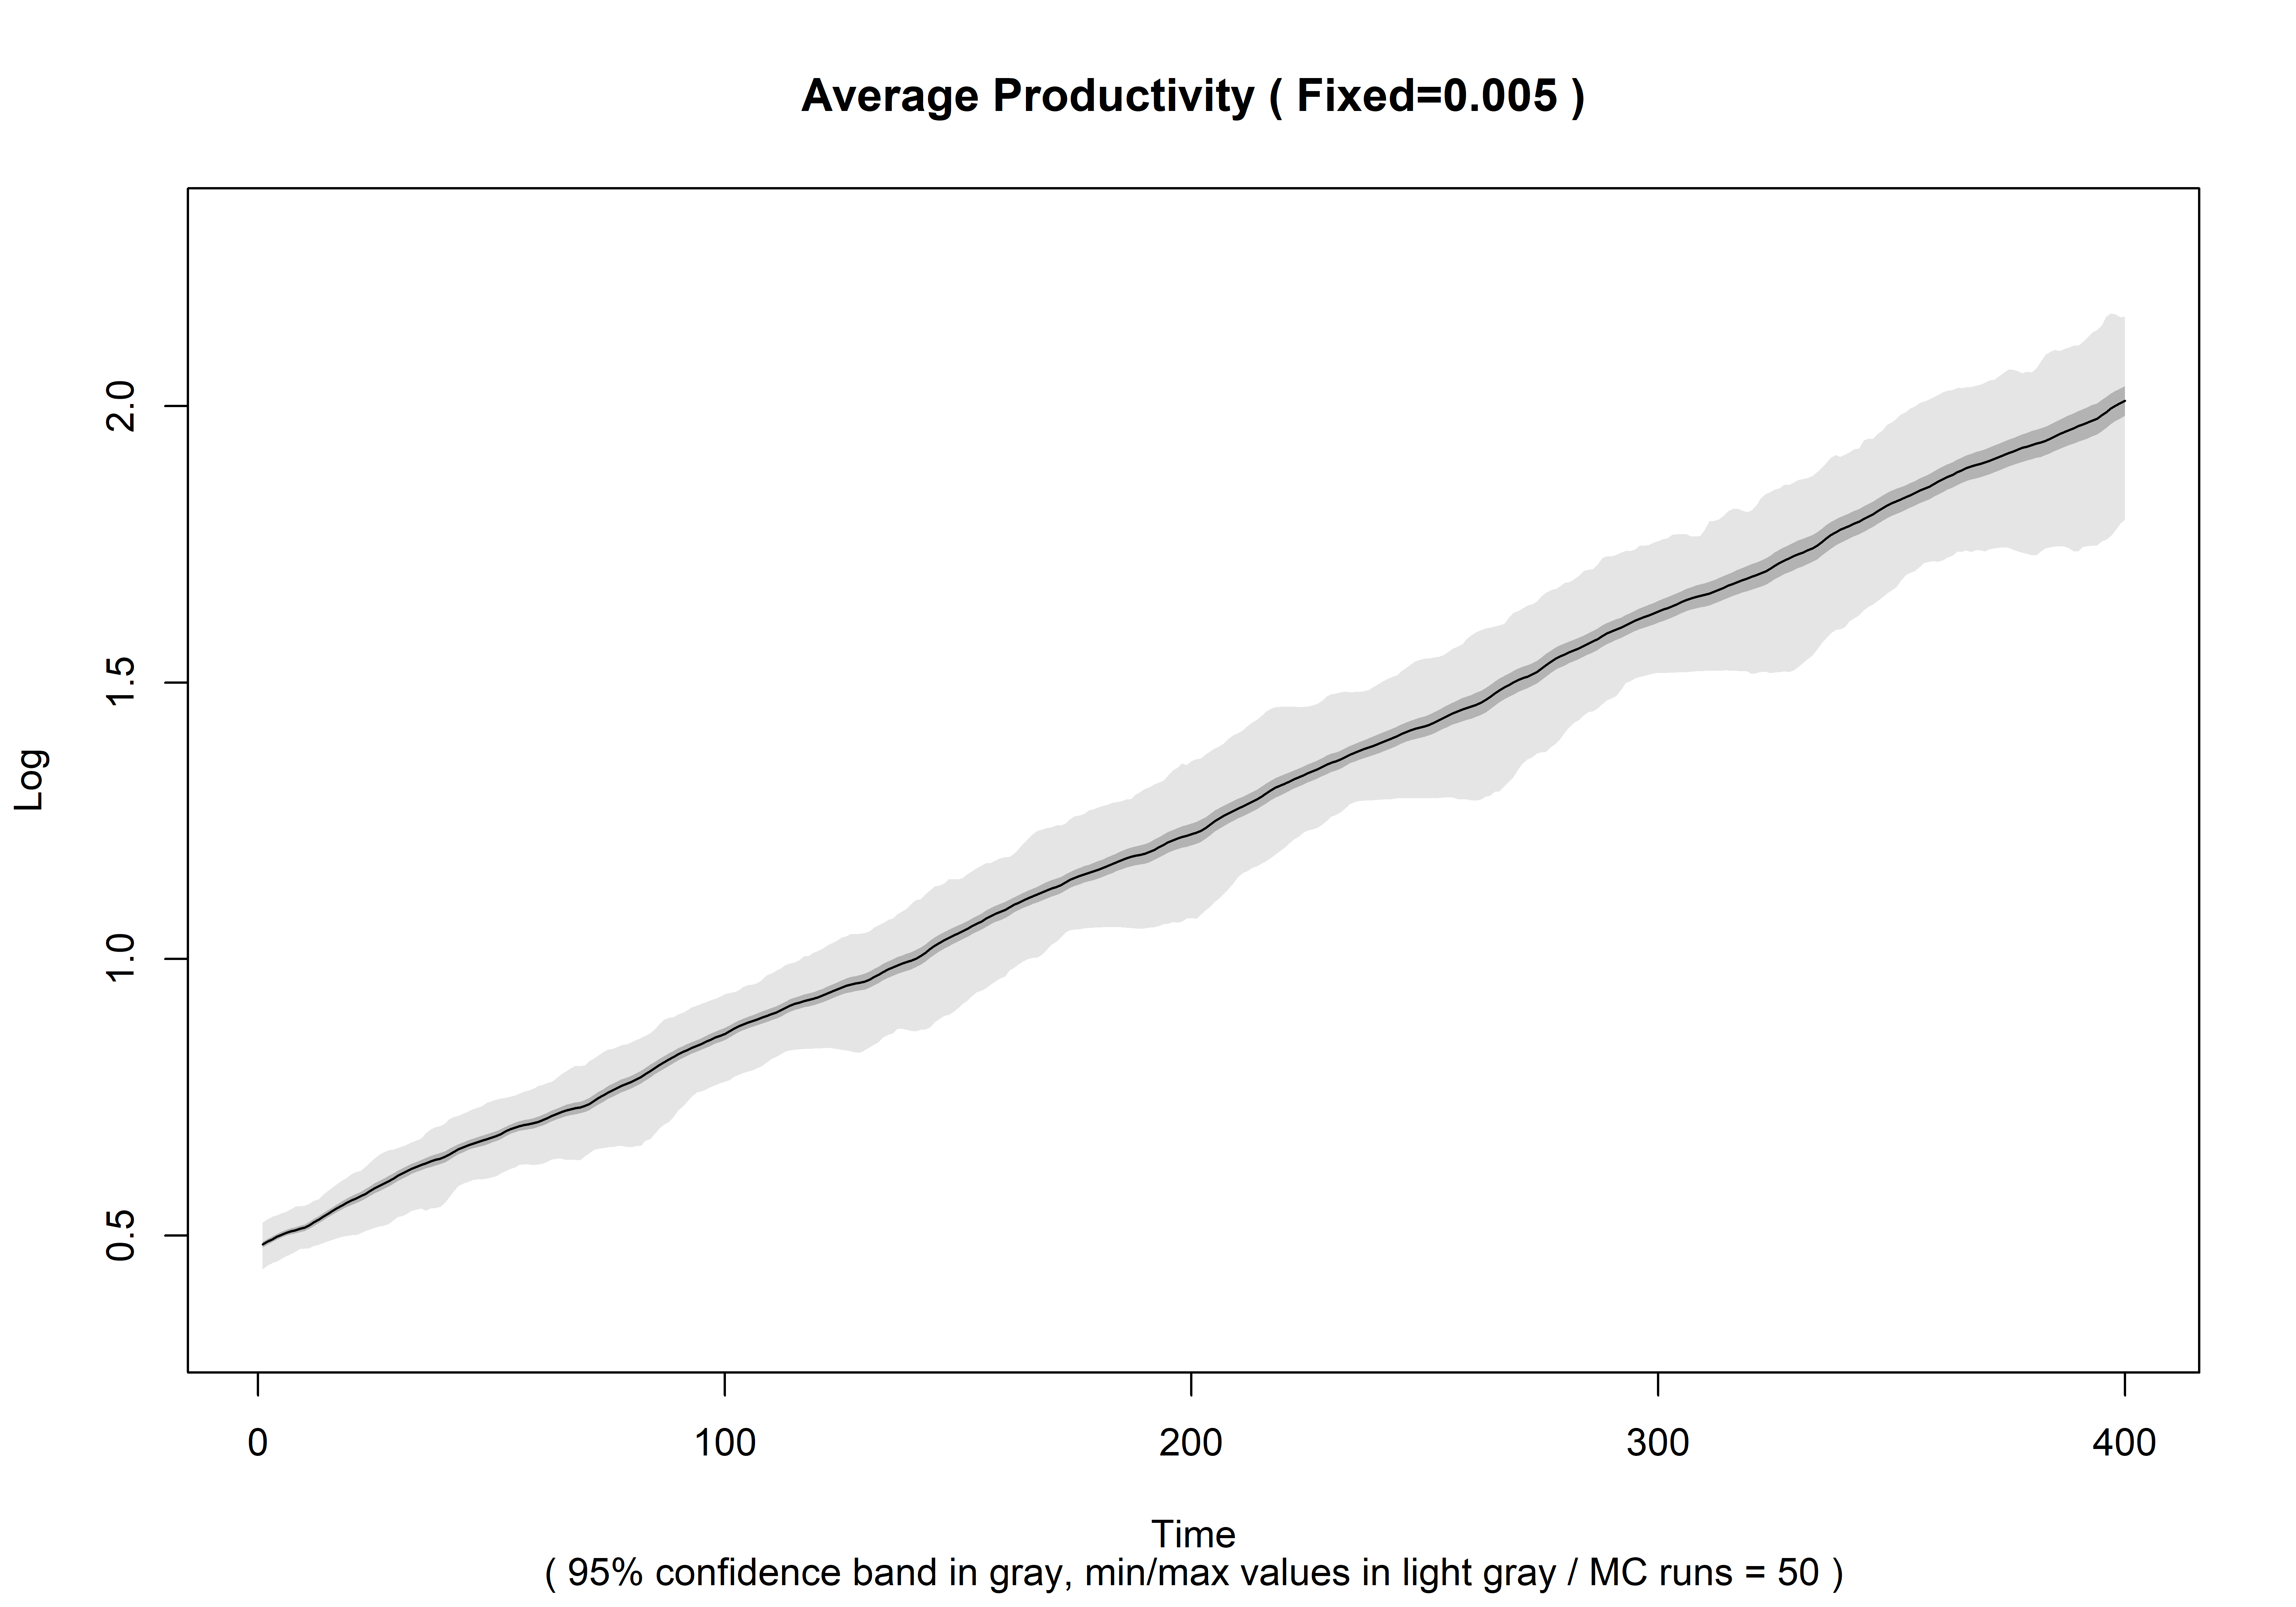 Average Productivity ( Fixed=0.005 )
Log
2.0
1.5
1.0
0.5
0 100 200 300 400
Time
( 95% confidence band in gray, min/max values in light gray / MC runs = 50 )